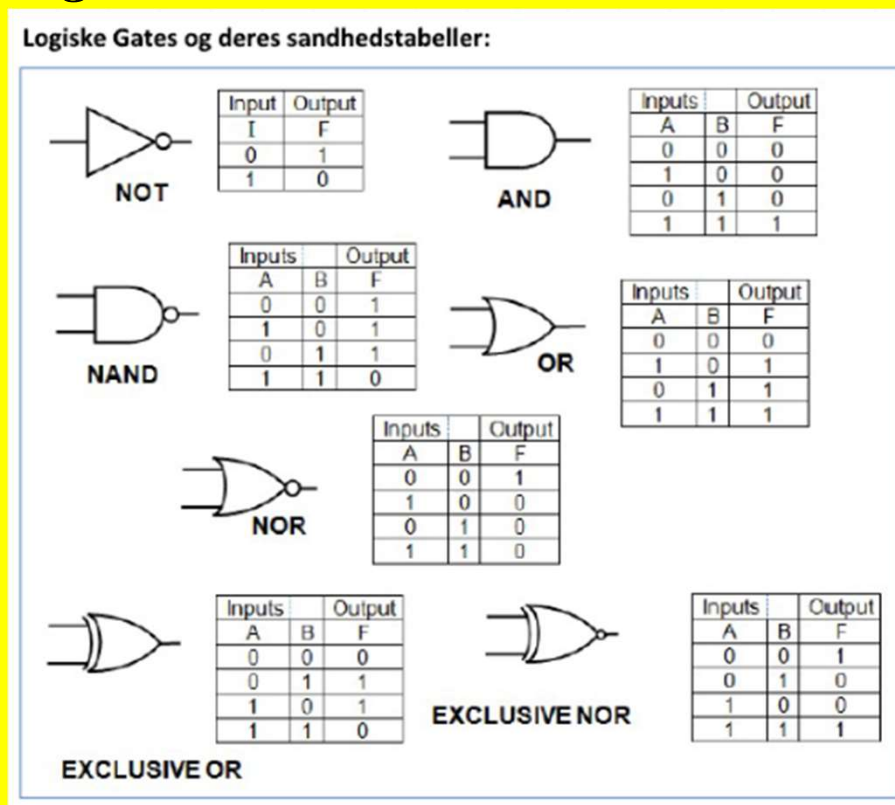 Logiske Gates og deres sandhedstabeller:
Input Output
I F
0 1
1 0
NOT
Inputs Output
A B F
0 0 0
1 0 0
0 1 0
1 1 1
AND
Inputs Output
A B F
0 0 1
1 0 1
0 1 1
1 1 0
NAND
Inputs Output
A B F
0 0 0
1 0 1
0 1 1
1 1 1
OR
Inputs Output
A B F
0 0 1
1 0 0
0 1 0
1 1 0
NOR
Inputs Output
A B F
0 0 0
0 1 1
1 0 1
1 1 0
EXCLUSIVE OR
Inputs Output
A B F
0 0 1
0 1 0
1 0 0
1 1 1
EXCLUSIVE NOR